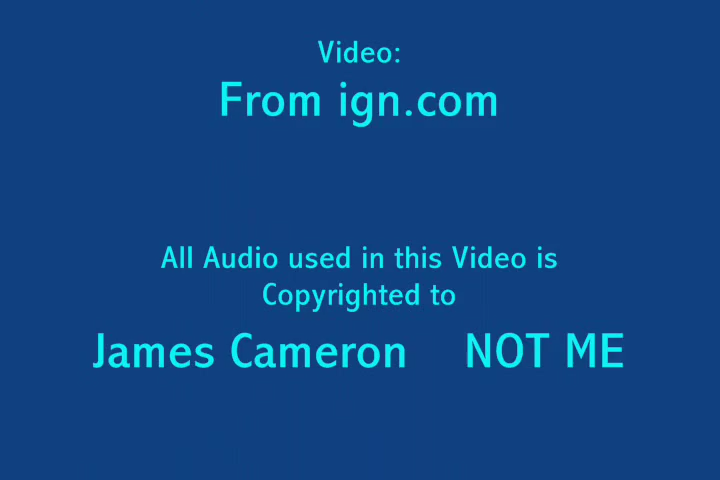 Video:
From ign.com
All Audio used in this Video is
Copyrighted to
James Cameron NOT ME